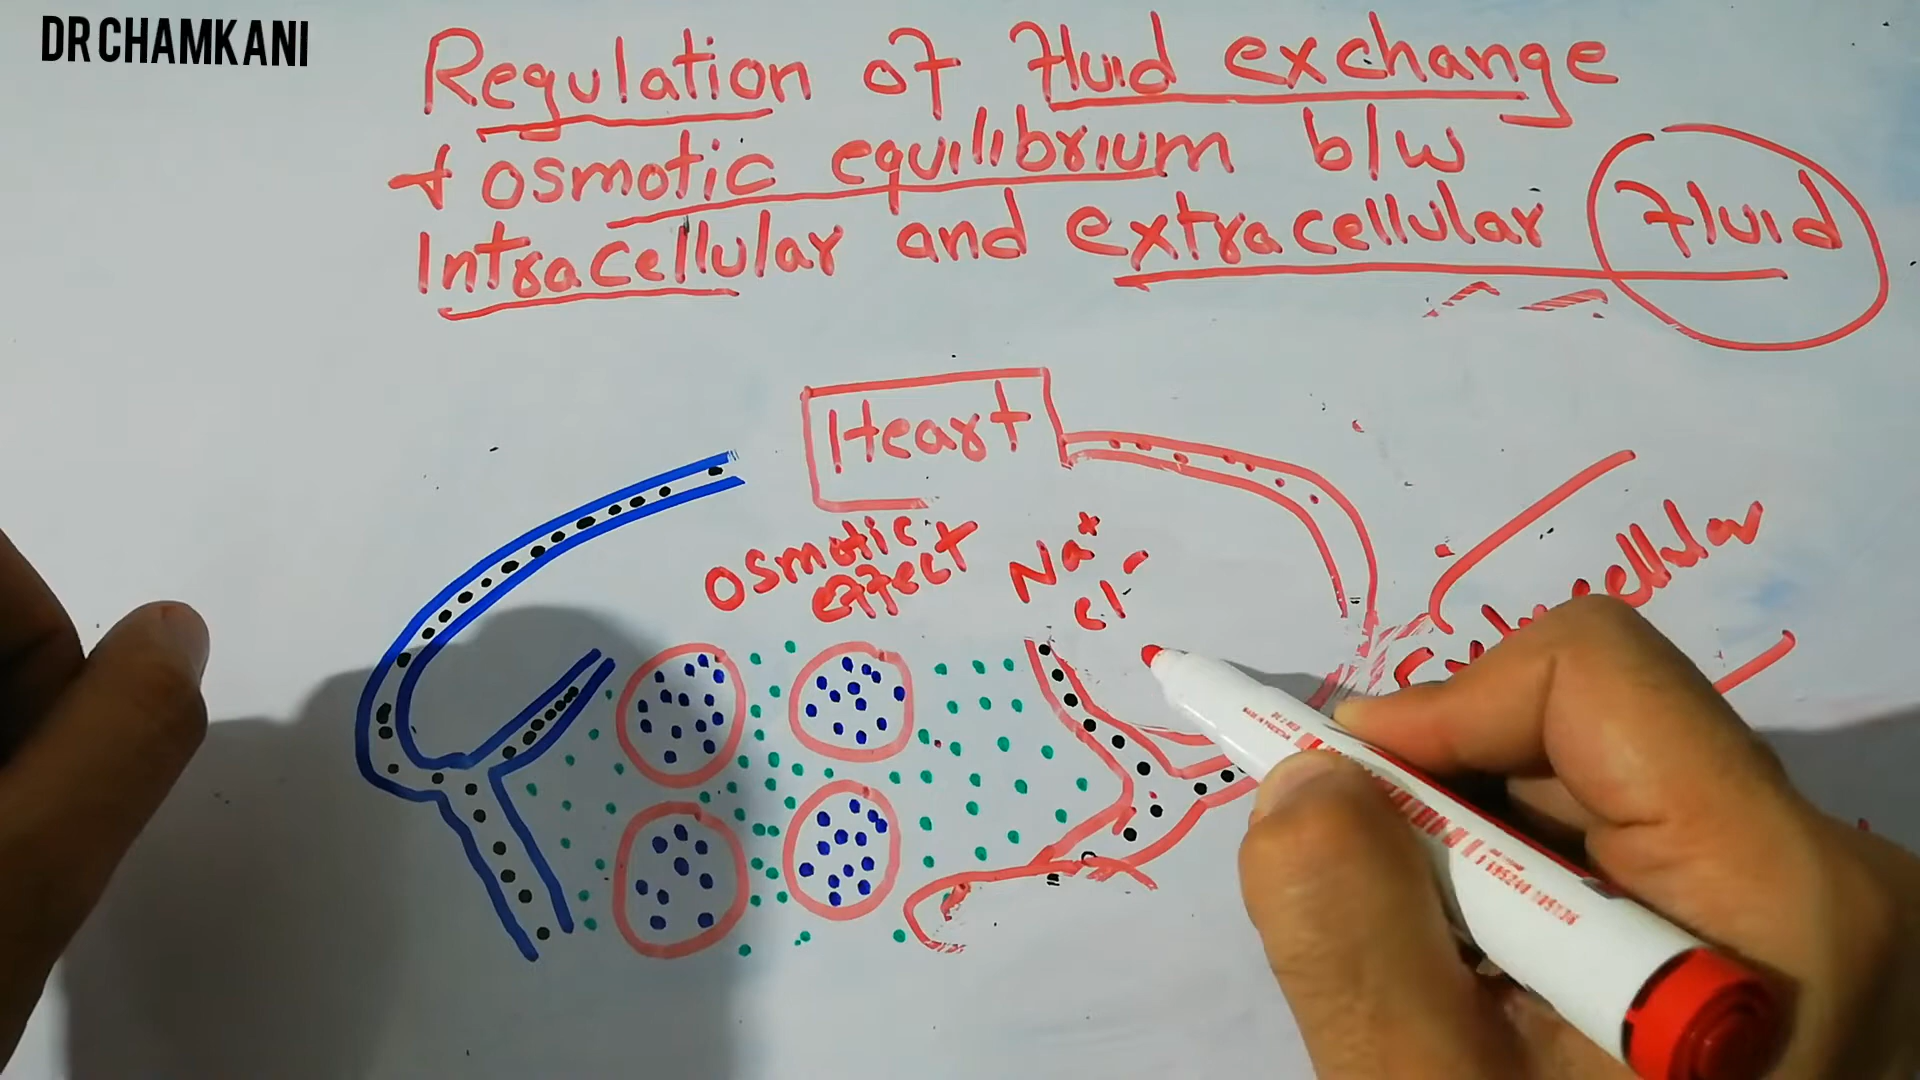 DR CHAMKANI
Regulation of Fluid exchange
+ osmotic equilibrium b/w
Intracellular and extracellular Fluid
Heart
Osmotic
effect
Na+
Cl-